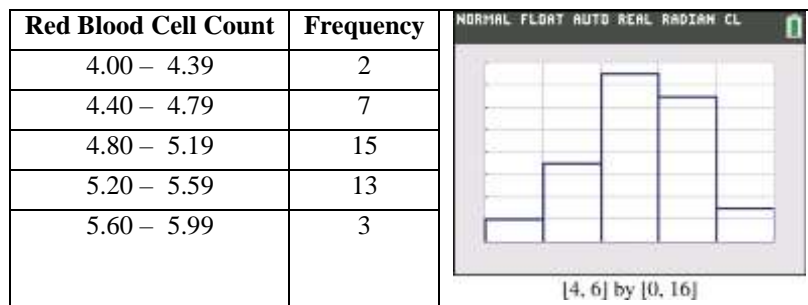 Red Blood Cell Count Frequency
4.00 – 4.39 2
4.40 – 4.79 7
4.80 – 5.19 15
5.20 – 5.59 13
5.60 – 5.99 3
NORMAL FLOAT AUTO REAL RADIAN CL
[4, 6] by [0, 16]